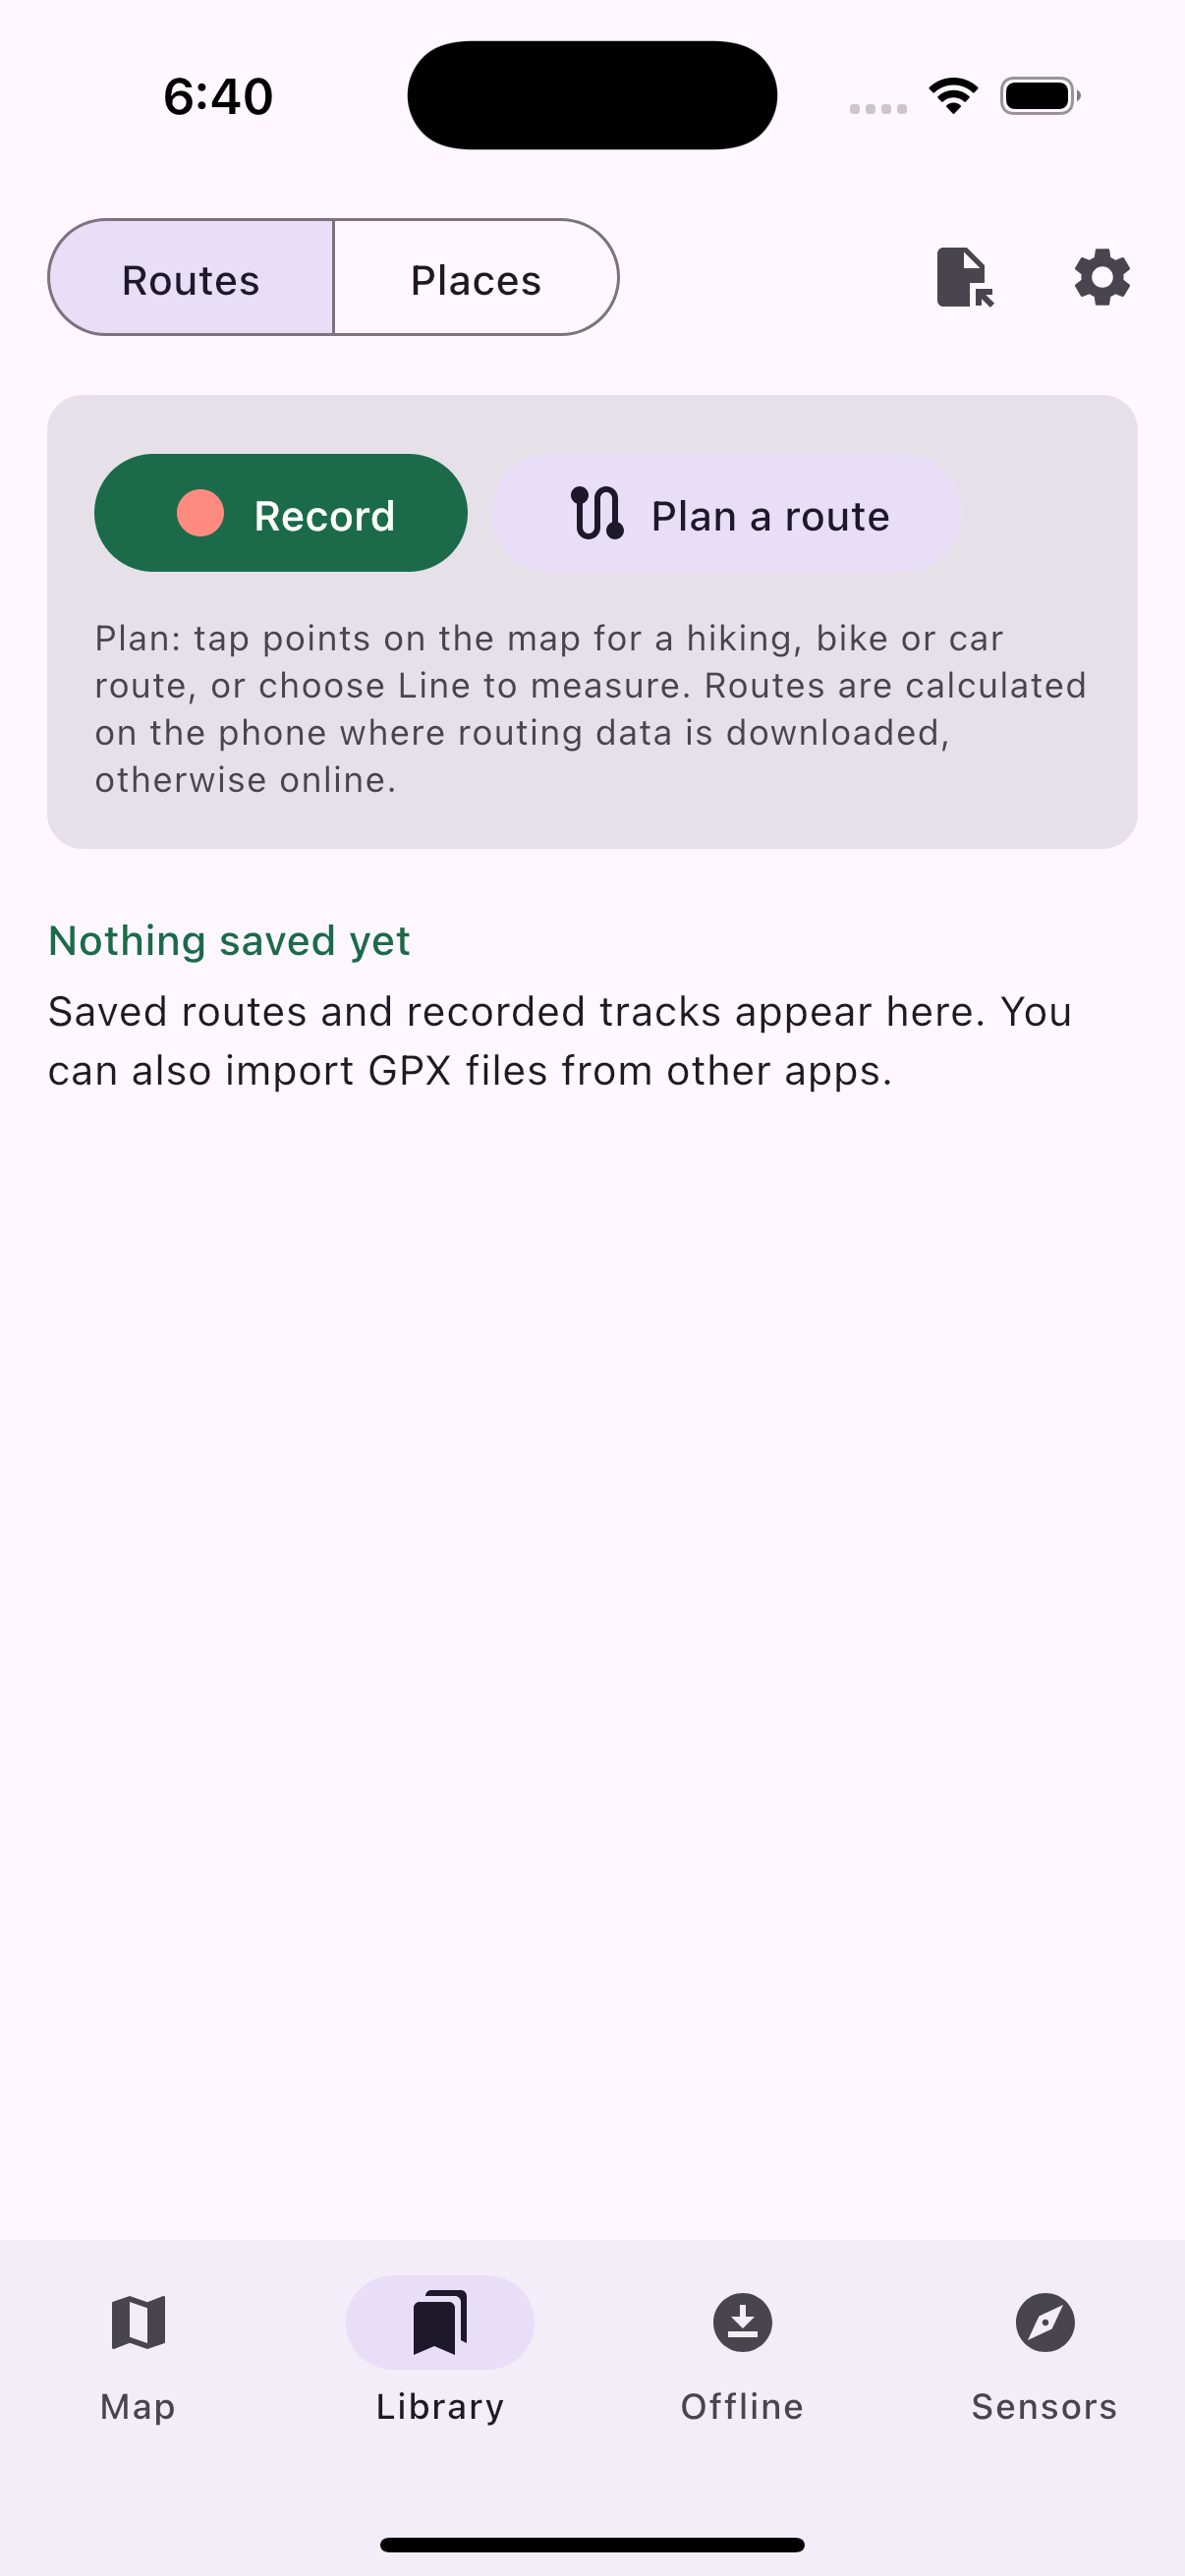 6:40
Routes
Places
Record
Plan a route
Plan: tap points on the map for a hiking, bike or car
route, or choose Line to measure. Routes are calculated
on the phone where routing data is downloaded,
otherwise online.
Nothing saved yet
Saved routes and recorded tracks appear here. You
can also import GPX files from other apps.
Map
Library
Offline
Sensors